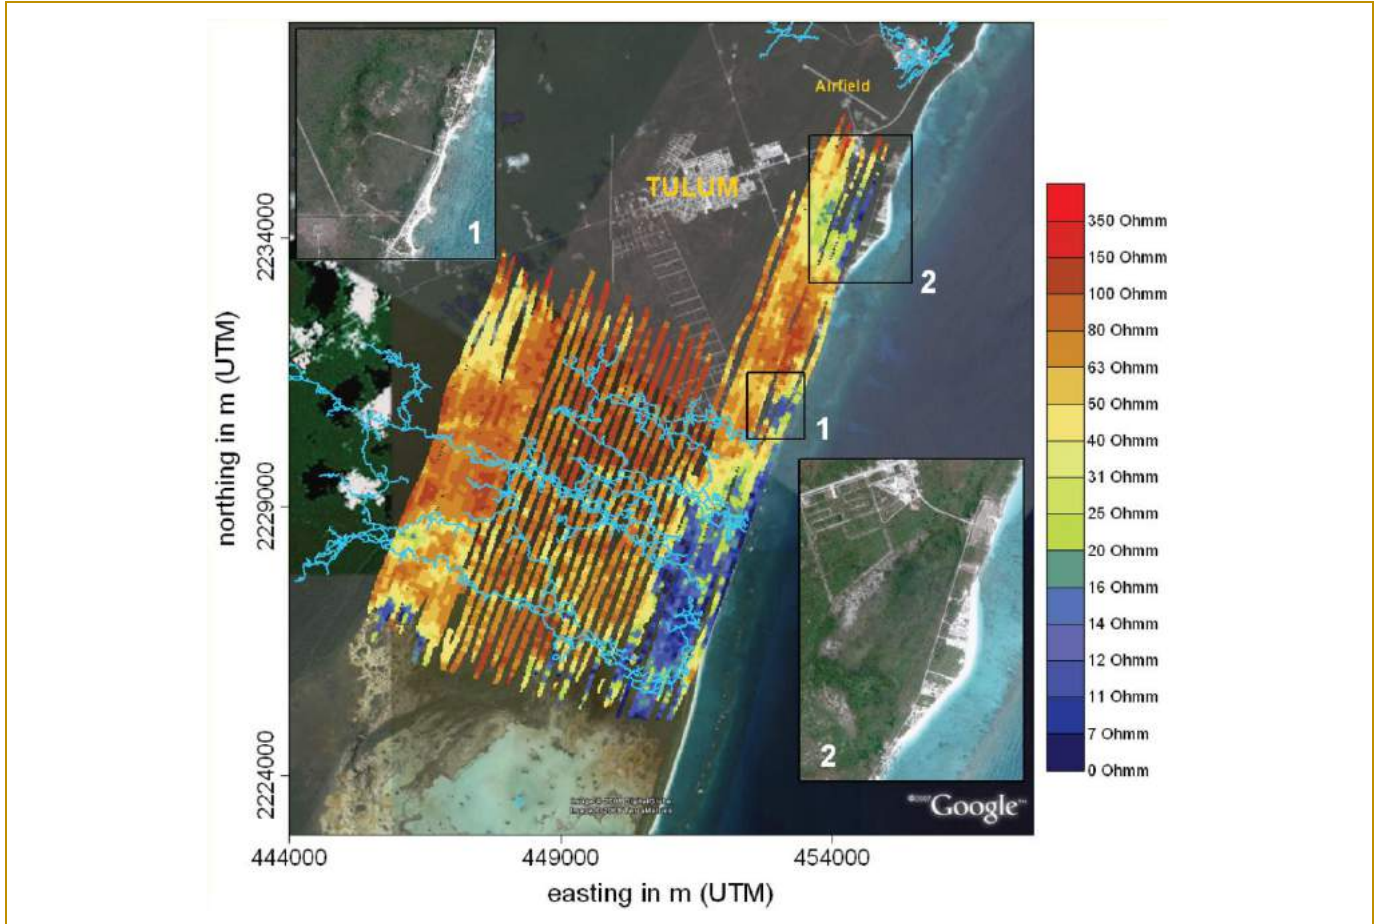 Airfield
TULUM
1
2
1
2
2234000
2229000
2224000
northing in m (UTM)
444000
449000
454000
easting in m (UTM)
350 Ohmm
150 Ohmm
100 Ohmm
80 Ohmm
63 Ohmm
50 Ohmm
40 Ohmm
31 Ohmm
25 Ohmm
20 Ohmm
16 Ohmm
14 Ohmm
12 Ohmm
11 Ohmm
7 Ohmm
0 Ohmm
Google